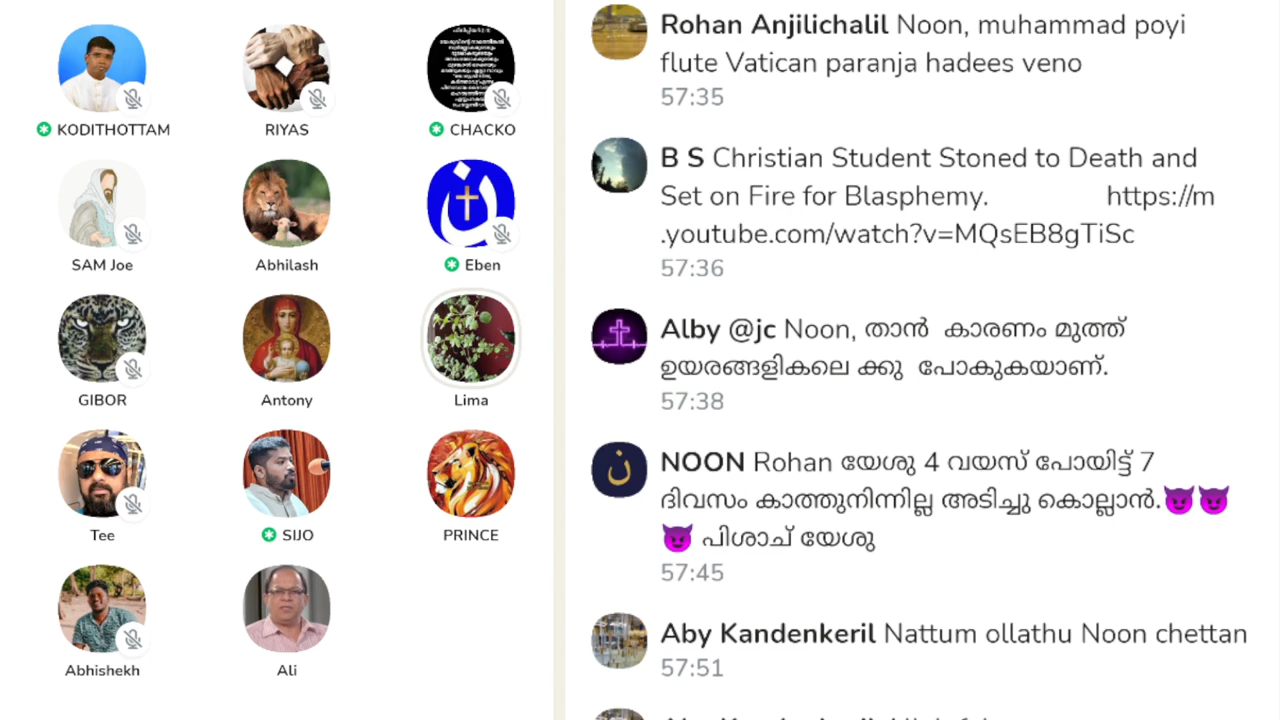 KODITHOTTAM
RIYAS
CHACKO
SAM Joe
Abhilash
Eben
GIBOR
Antony
Lima
Tee
SIJO
PRINCE
Abhishekh
Ali
Rohan Anjilichalil Noon, muhammad poyi
flute Vatican paranja hadees veno
57:35
B S Christian Student Stoned to Death and
Set on Fire for Blasphemy. https://m
.youtube.com/watch?v=MQsEB8gTiSc
57:36
Alby @jc Noon, താൻ കാരണം മുത്ത്
ഉയരങ്ങളികലെ ക്കു പോകുകയാണ്.
57:38
NOON Rohan യേശു 4 വയസ് പോയിട്ട് 7
ദിവസം കാത്തുനിന്നില്ല അടിച്ചു കൊല്ലാൻ.😈😈
😈 പിശാച് യേശു
57:45
Aby Kandenkeril Nattum ollathu Noon chettan
57:51